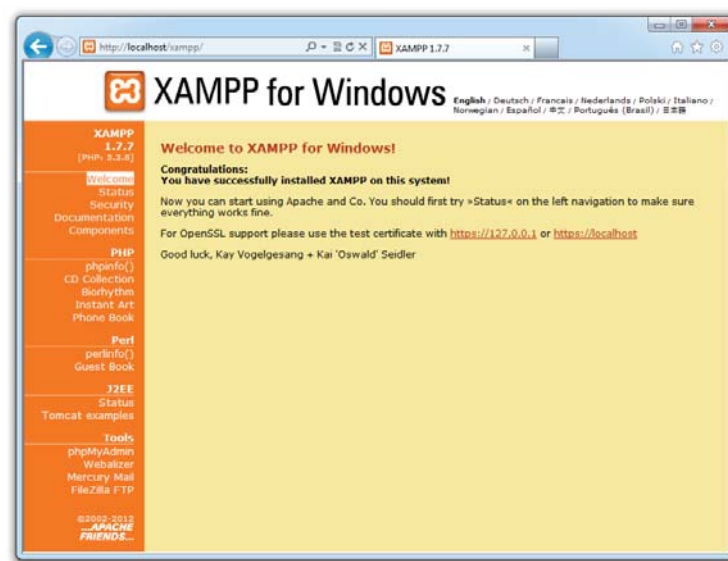 http://localhost/xampp/
XAMPP 1.7.7
XAMPP for Windows
English / Deutsch / Francais / Nederlands / Polski / Italiano /
Norwegian / Español / 中文 / Português (Brasil) / 日本語
XAMPP
1.7.7
[PHP: 5.3.8]
Welcome
Status
Security
Documentation
Components
PHP
phpinfo()
CD Collection
Biorhythm
Instant Art
Phone Book
Perl
perlinfo()
Guest Book
J2EE
Status
Tomcat examples
Tools
phpMyAdmin
Webalizer
Mercury Mail
FileZilla FTP
©2002-2012
...APACHE
FRIENDS...
Welcome to XAMPP for Windows!
Congratulations:
You have successfully installed XAMPP on this system!
Now you can start using Apache and Co. You should first try »Status« on the left navigation to make sure
everything works fine.
For OpenSSL support please use the test certificate with https://127.0.0.1 or https://localhost
Good luck, Kay Vogelgesang + Kai 'Oswald' Seidler